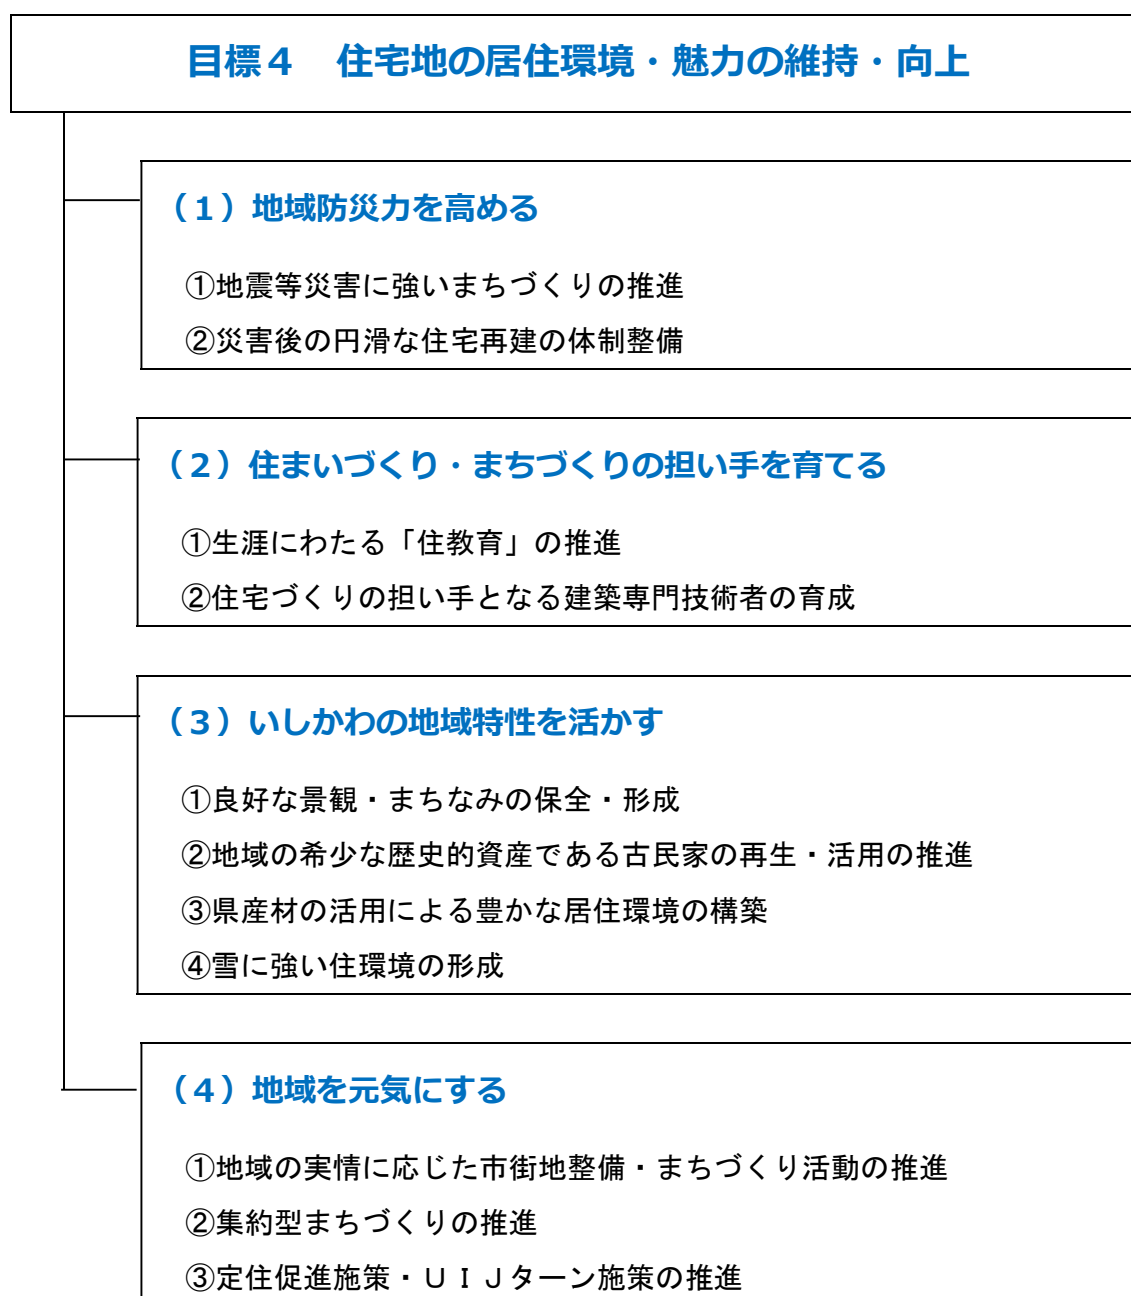 目標４　住宅地の居住環境・魅力の維持・向上
（１）地域防災力を高める
①地震等災害に強いまちづくりの推進
②災害後の円滑な住宅再建の体制整備
（２）住まいづくり・まちづくりの担い手を育てる
①生涯にわたる「住教育」の推進
②住宅づくりの担い手となる建築専門技術者の育成
（３）いしかわの地域特性を活かす
①良好な景観・まちなみの保全・形成
②地域の希少な歴史的資産である古民家の再生・活用の推進
③県産材の活用による豊かな居住環境の構築
④雪に強い住環境の形成
（４）地域を元気にする
①地域の実情に応じた市街地整備・まちづくり活動の推進
②集約型まちづくりの推進
③定住促進施策・ＵＩＪターン施策の推進